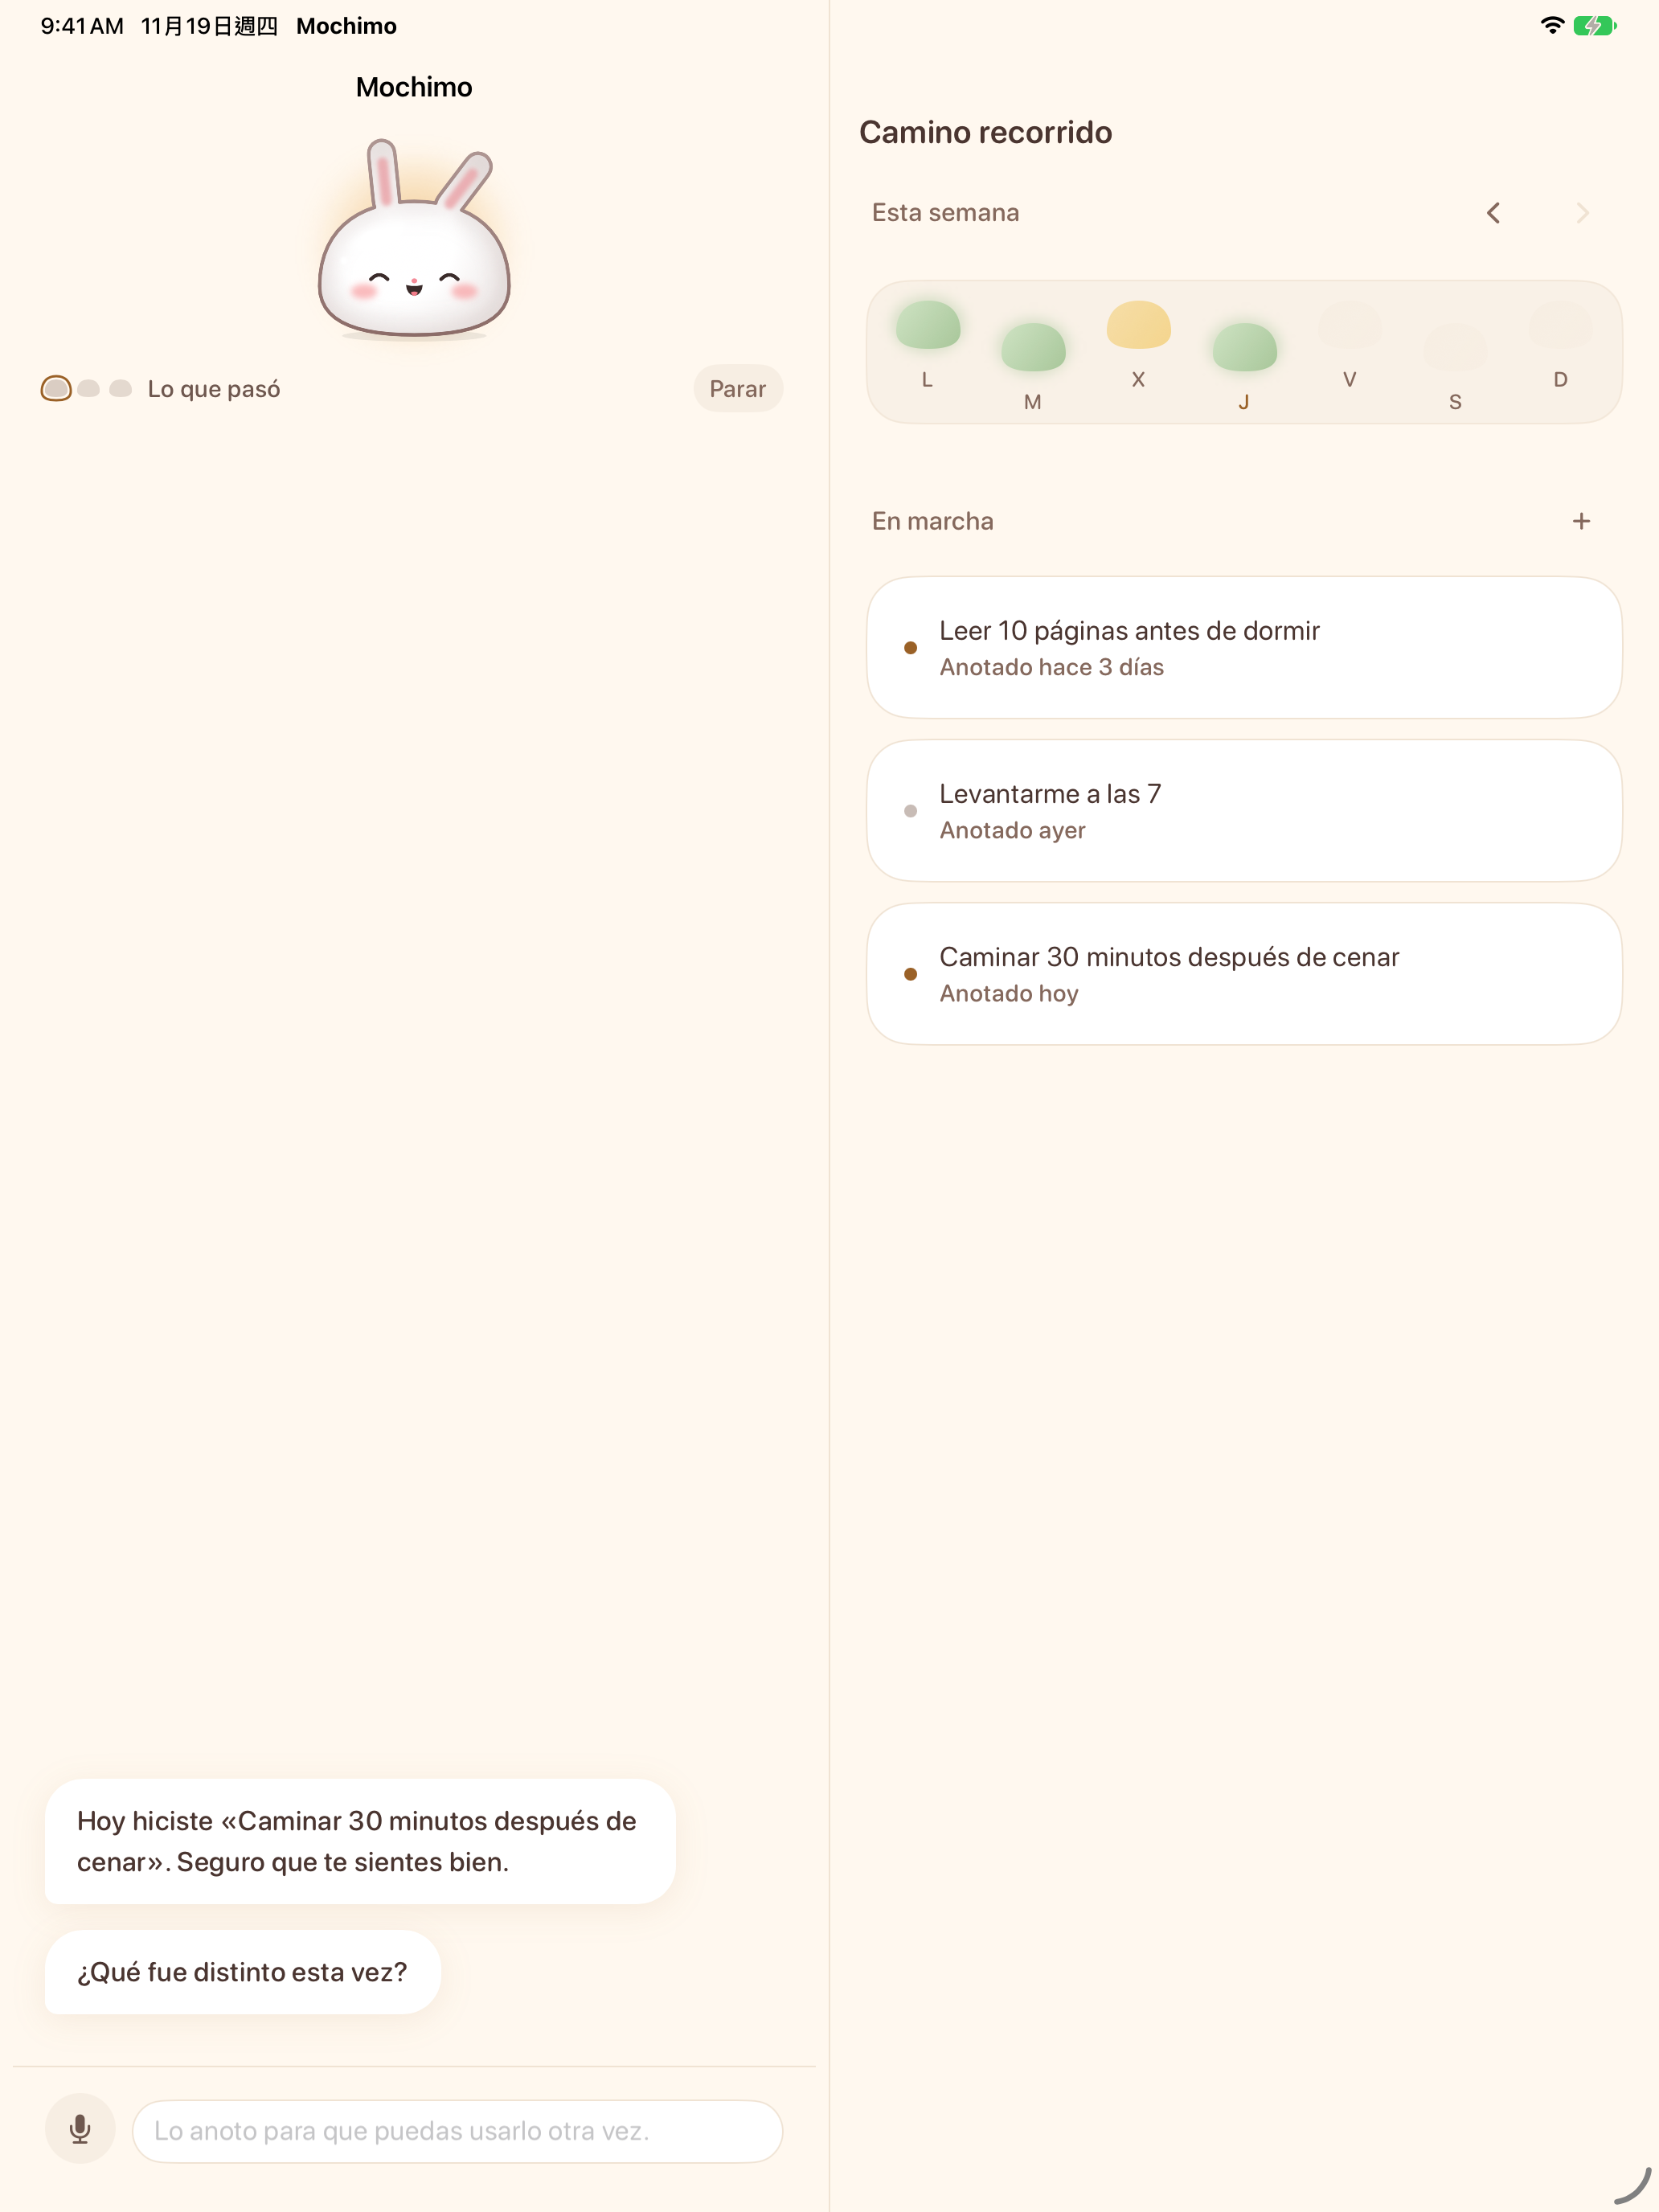 9:41 AM 11月19日週四 Mochimo
Mochimo
Lo que pasó
Parar
Hoy hiciste «Caminar 30 minutos después de
cenar». Seguro que te sientes bien.
¿Qué fue distinto esta vez?
Lo anoto para que puedas usarlo otra vez.
Camino recorrido
Esta semana
L
M
X
J
V
S
D
En marcha
Leer 10 páginas antes de dormir
Anotado hace 3 días
Levantarme a las 7
Anotado ayer
Caminar 30 minutos después de cenar
Anotado hoy